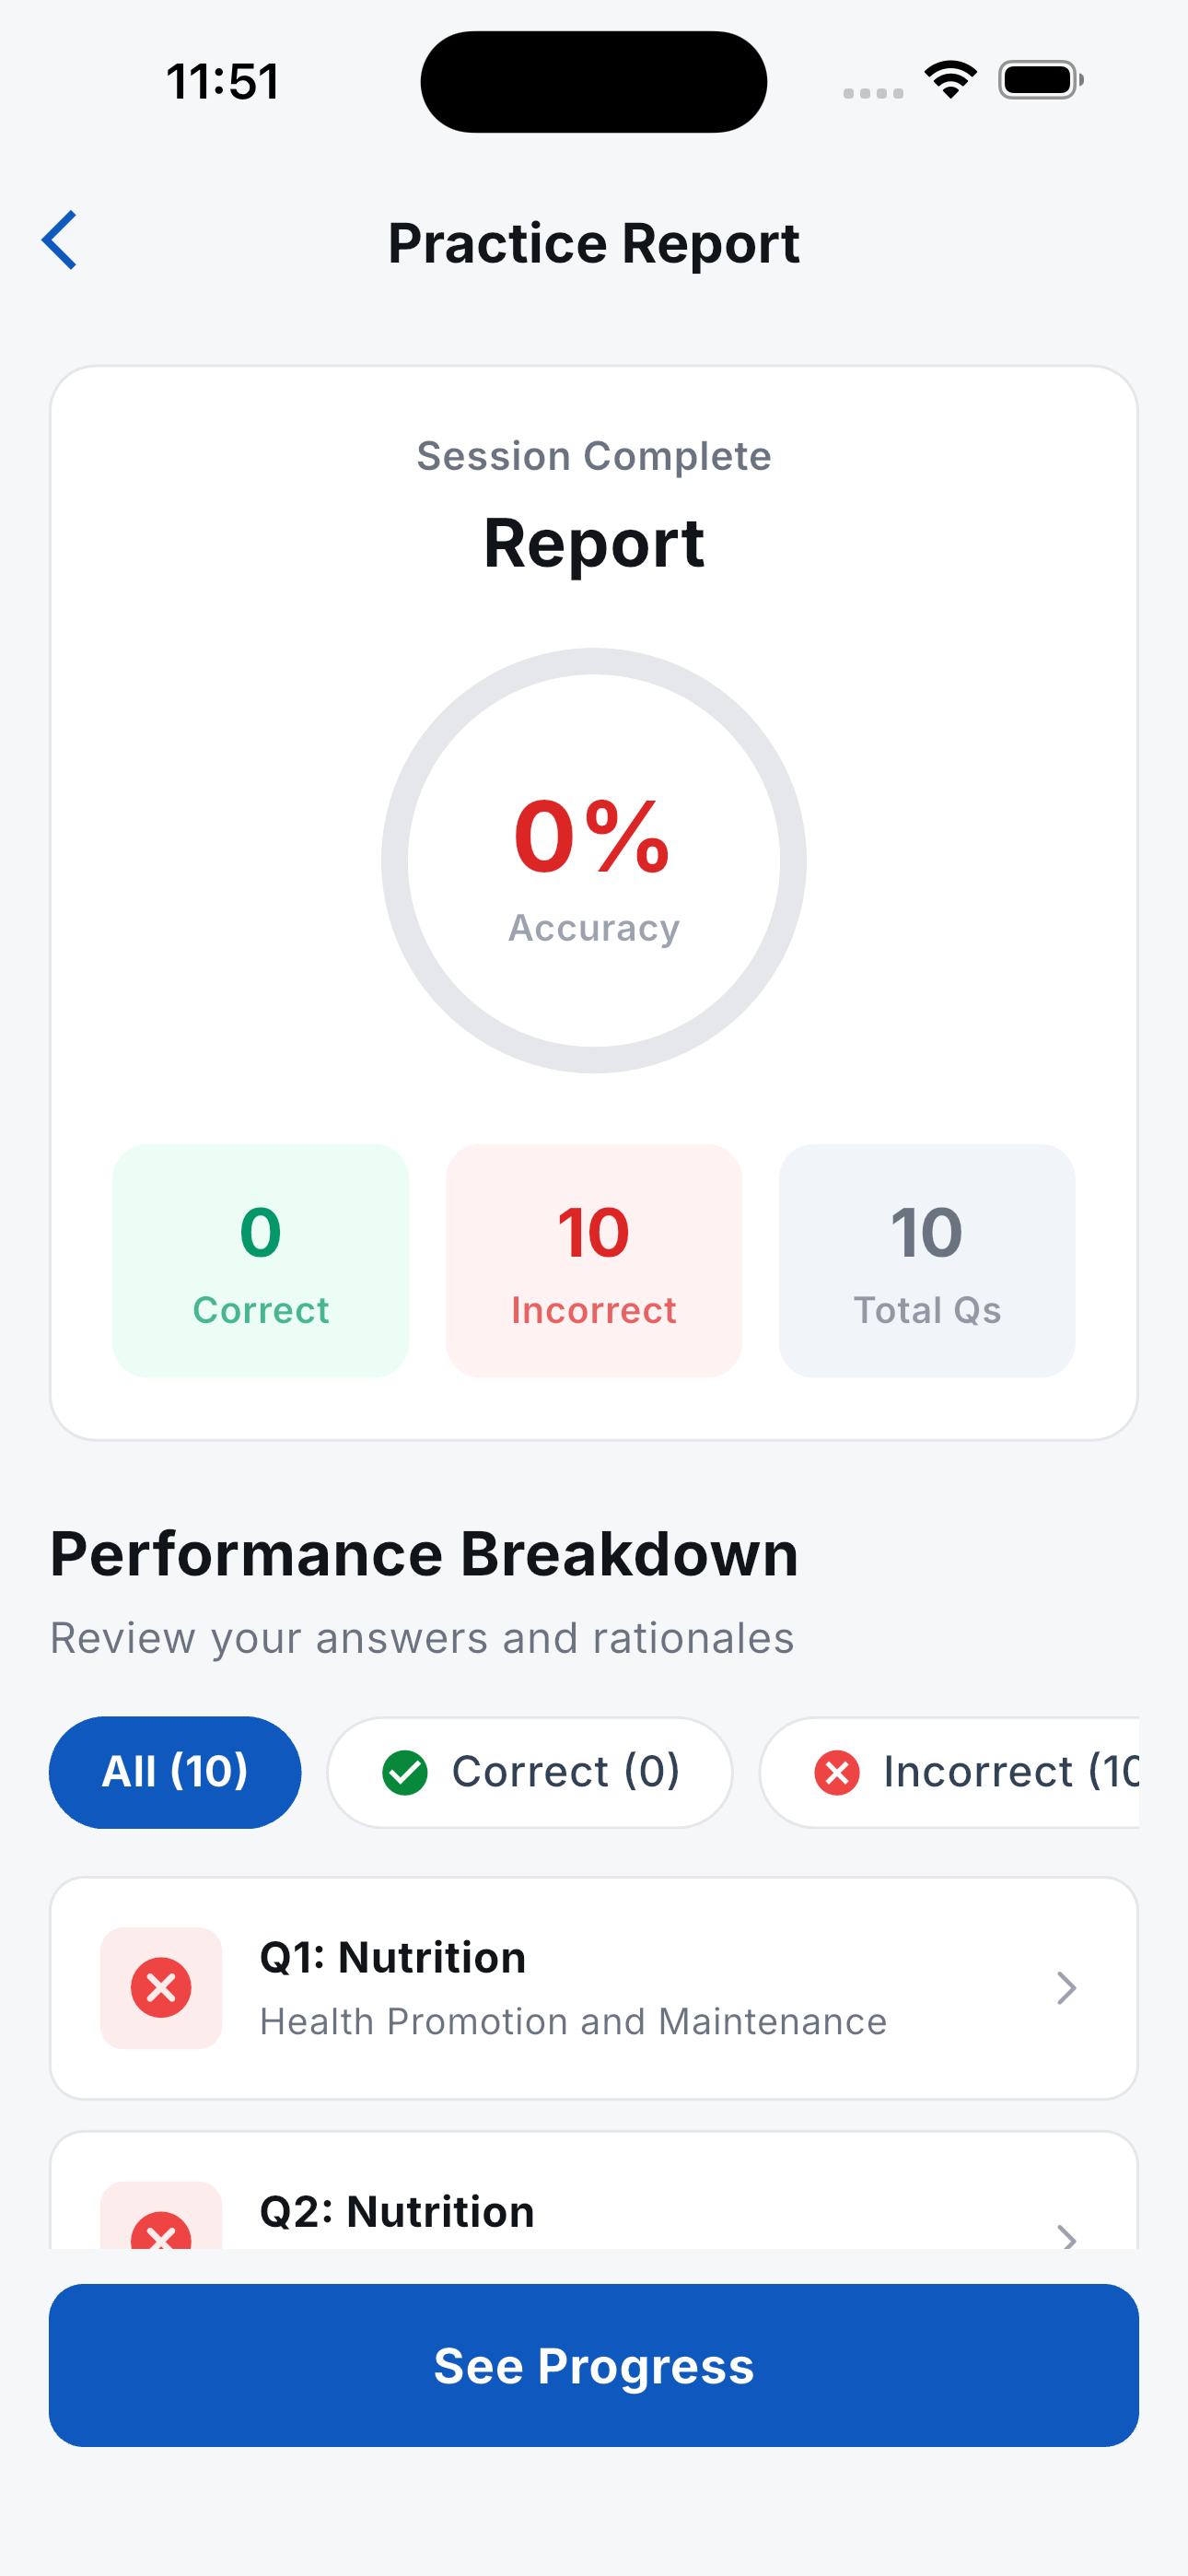 11:51
Practice Report
Session Complete
Report
0%
Accuracy
0
Correct
10
Incorrect
10
Total Qs
Performance Breakdown
Review your answers and rationales
All (10)
Correct (0)
Incorrect (10
Q1: Nutrition
Health Promotion and Maintenance
Q2: Nutrition
See Progress